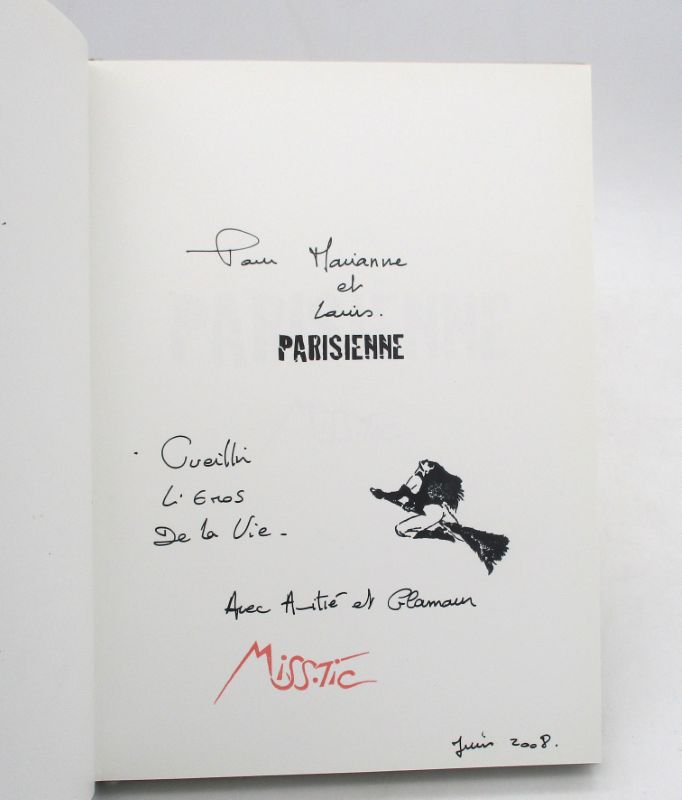 Pour Marianne
et
Louis.
PARISIENNE
Cueillir
L'Eros
De la Vie -
Avec Amitié et Glamour
Miss.Tic
Juin 2008.